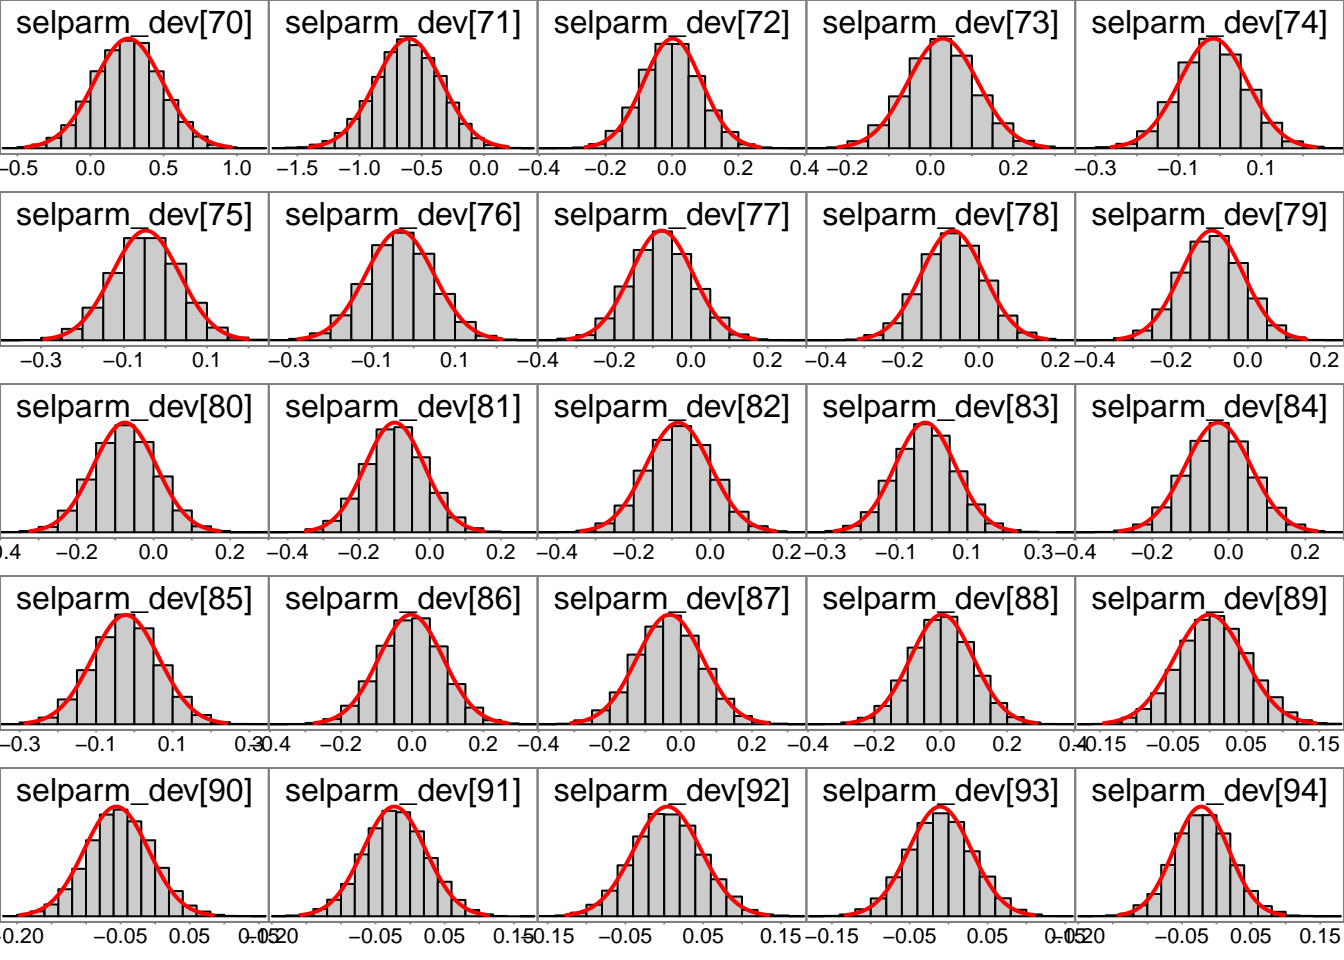 selparm_dev[70] selparm_dev[71] selparm_dev[72] selparm_dev[73] selparm_dev[74]
−0.5 0.0 0.5 1.0 −1.5 −1.0 −0.5 0.0 −0.4 −0.2 0.0 0.2 0.4 −0.2 0.0 0.2 −0.3 −0.1 0.1
selparm_dev[75] selparm_dev[76] selparm_dev[77] selparm_dev[78] selparm_dev[79]
−0.3 −0.1 0.1 −0.3 −0.1 0.1 −0.4 −0.2 0.0 0.2 −0.4 −0.2 0.0 0.2 −0.4 −0.2 0.0 0.2
selparm_dev[80] selparm_dev[81] selparm_dev[82] selparm_dev[83] selparm_dev[84]
−0.2 0.0 0.2 −0.4 −0.2 0.0 0.2 −0.4 −0.2 0.0 0.2 −0.3 −0.1 0.1 0.3 −0.4 −0.2 0.0 0.2
selparm_dev[85] selparm_dev[86] selparm_dev[87] selparm_dev[88] selparm_dev[89]
−0.3 −0.1 0.1 0.3 −0.2 0.0 0.2 −0.4 −0.2 0.0 0.2 −0.4 −0.2 0.0 0.2 −0.05 0.05 0.15
selparm_dev[90] selparm_dev[91] selparm_dev[92] selparm_dev[93] selparm_dev[94]
−0.20 −0.05 0.05 −0.05 0.05 0.15 −0.15 −0.05 0.05 0.15 −0.15 −0.05 0.05 −0.05 0.05 0.15